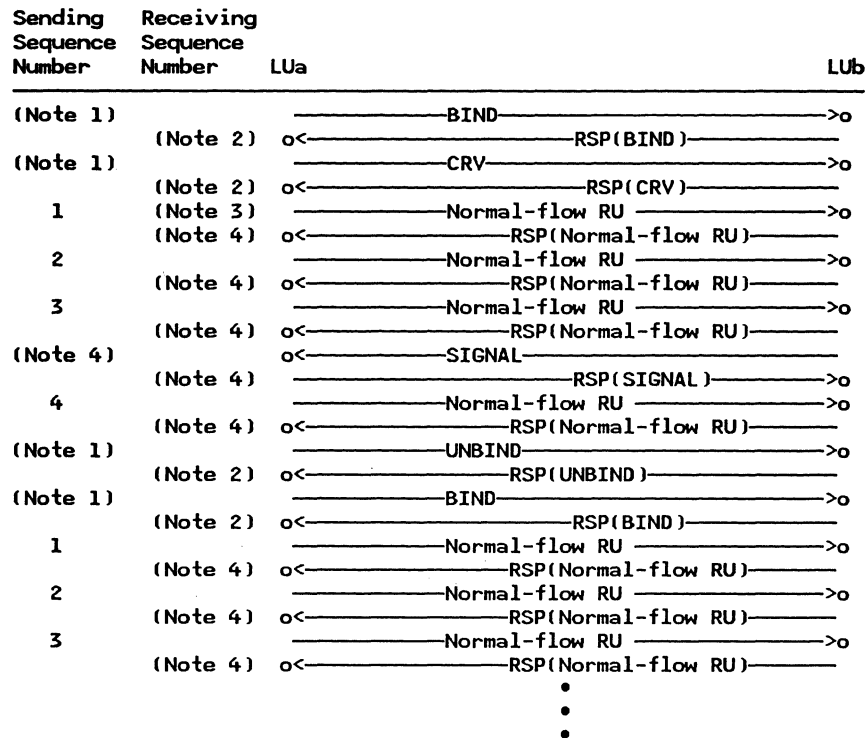 Sending Receiving
Sequence Sequence
Number Number LUa LUb
(Note 1) BIND >o
(Note 2) o< RSP(BIND)
(Note 1) CRV >o
(Note 2) o< RSP(CRV)
1 (Note 3) Normal-flow RU >o
(Note 4) o< RSP(Normal-flow RU)
2 Normal-flow RU >o
(Note 4) o< RSP(Normal-flow RU)
3 Normal-flow RU >o
(Note 4) o< RSP(Normal-flow RU)
(Note 4) o< SIGNAL
(Note 4) RSP(SIGNAL) >o
4 Normal-flow RU >o
(Note 4) o< RSP(Normal-flow RU)
(Note 1) UNBIND >o
(Note 2) o< RSP(UNBIND)
(Note 1) BIND >o
(Note 2) o< RSP(BIND)
1 Normal-flow RU >o
(Note 4) o< RSP(Normal-flow RU)
2 Normal-flow RU >o
(Note 4) o< RSP(Normal-flow RU)
3 Normal-flow RU >o
(Note 4) o< RSP(Normal-flow RU)